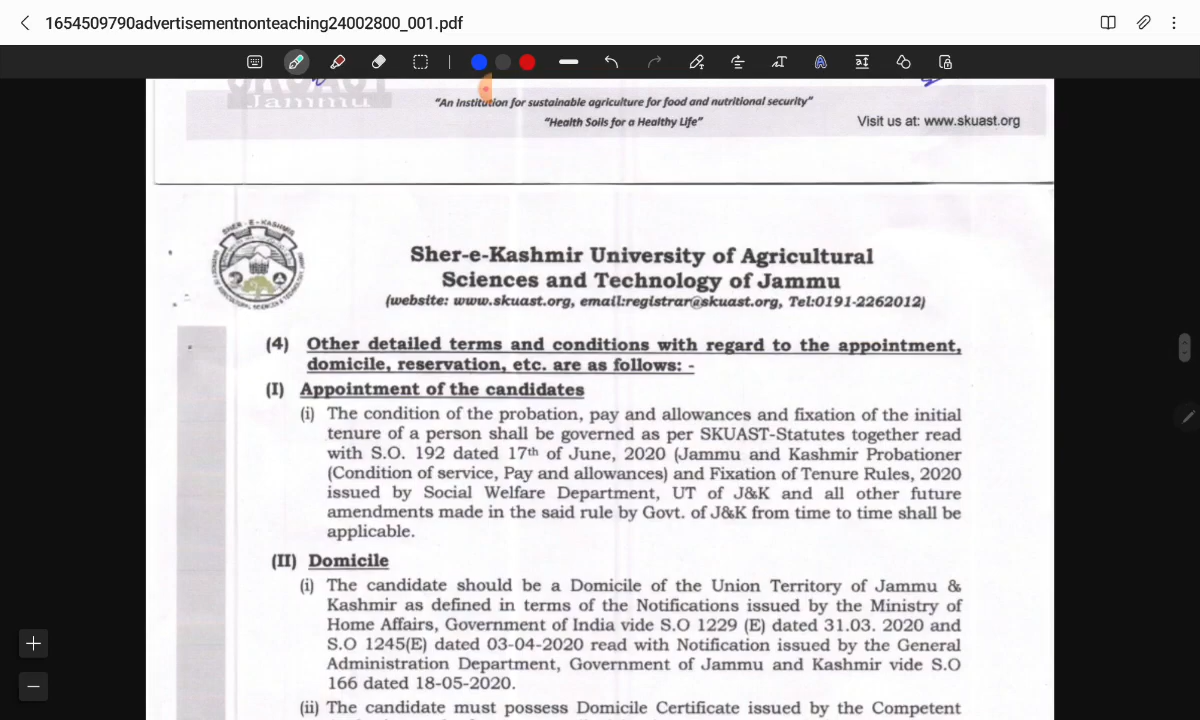 1654509790advertisementnonteaching24002800_001.pdf
Jammu
"An institution for sustainable agriculture for food and nutritional security"
"Health Soils for a Healthy Life"
Visit us at: www.skuast.org
SHER-E-KASHMIR
Sher-e-Kashmir University of Agricultural
Sciences and Technology of Jammu
(website: www.skuast.org, email:registrar@skuast.org, Tel:0191-2262012)
(4) Other detailed terms and conditions with regard to the appointment,
domicile, reservation, etc. are as follows: -
(I) Appointment of the candidates
(i) The condition of the probation, pay and allowances and fixation of the initial
tenure of a person shall be governed as per SKUAST-Statutes together read
with S.O. 192 dated 17th of June, 2020 (Jammu and Kashmir Probationer
(Condition of service, Pay and allowances) and Fixation of Tenure Rules, 2020
issued by Social Welfare Department, UT of J&K and all other future
amendments made in the said rule by Govt. of J&K from time to time shall be
applicable.
(II) Domicile
(i) The candidate should be a Domicile of the Union Territory of Jammu &
Kashmir as defined in terms of the Notifications issued by the Ministry of
Home Affairs, Government of India vide S.O 1229 (E) dated 31.03. 2020 and
S.O 1245(E) dated 03-04-2020 read with Notification issued by the General
Administration Department, Government of Jammu and Kashmir vide S.O
166 dated 18-05-2020.
(ii) The candidate must possess Domicile Certificate issued by the Competent